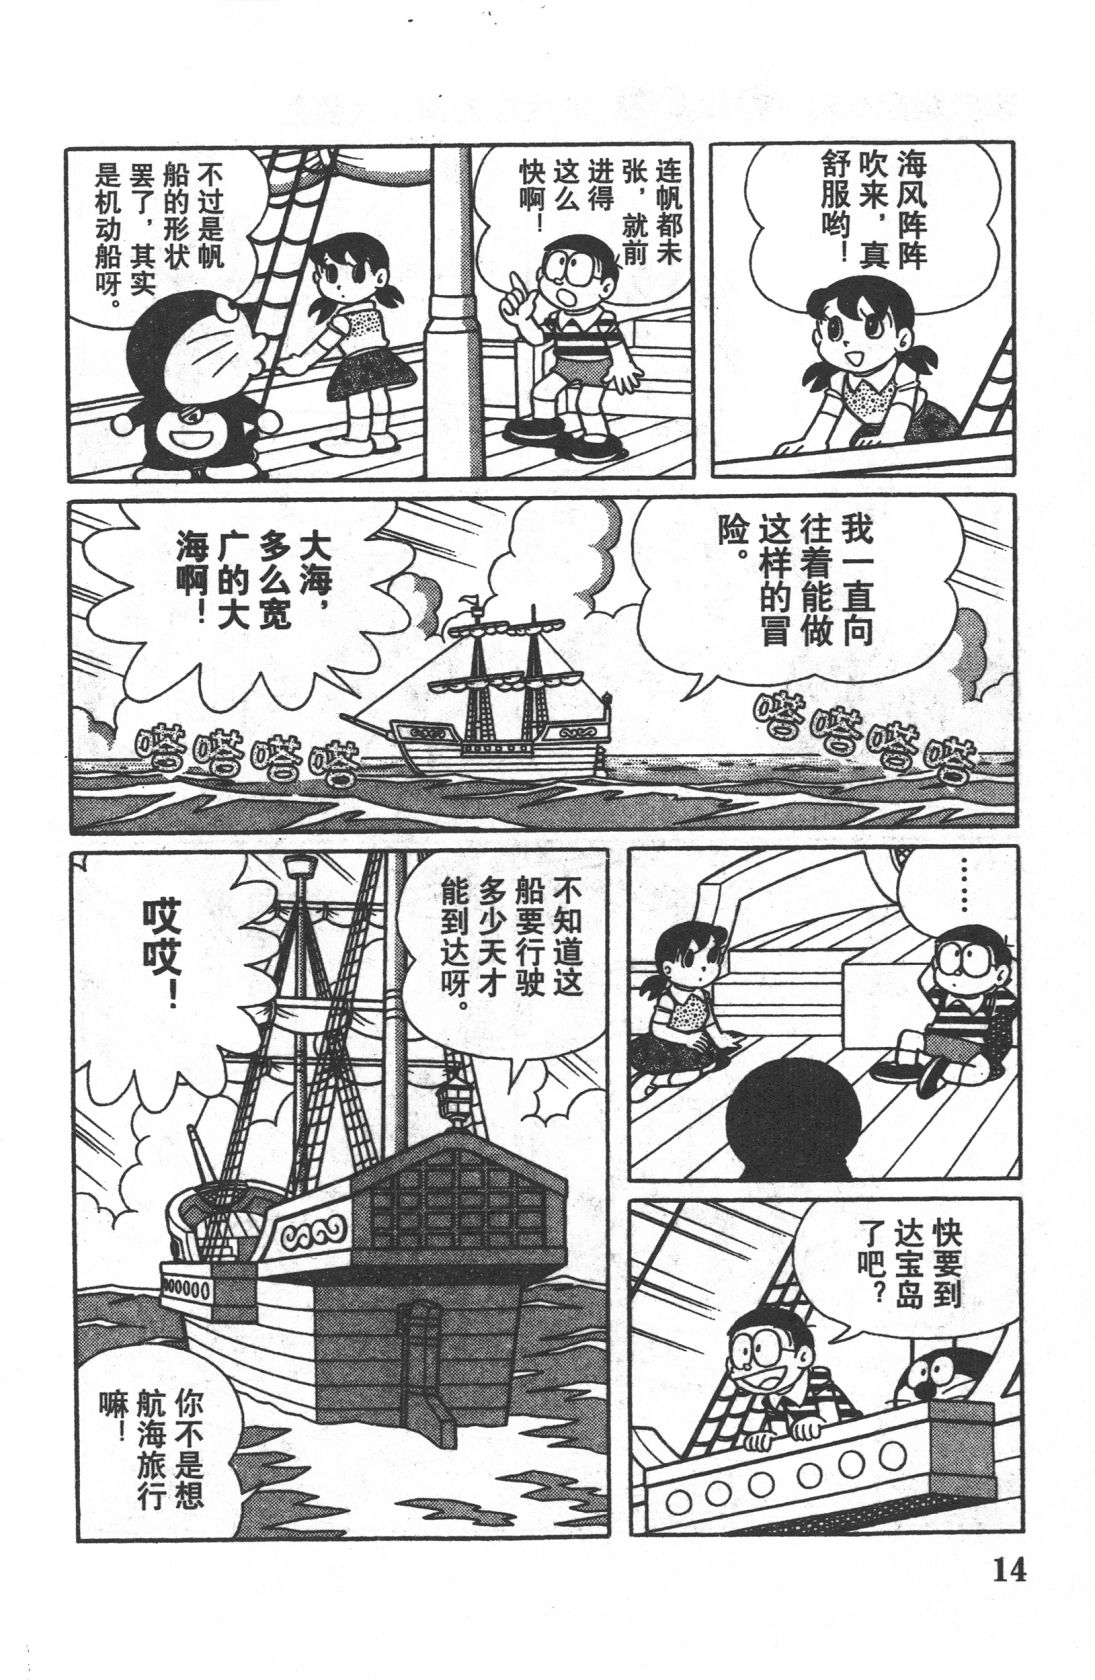 海风阵阵
吹来，真
舒服哟！
连帆都未
张，就前
进得
这么
快啊！
不过是帆
船的形状
罢了，其实
是机动船呀。
我一直向
往着能做
这样的冒
险。
大海，
多么宽
广的大
海啊！
嗒嗒嗒嗒
嗒嗒嗒嗒
……
快要到
达宝岛
了吧？
不知道这
船要行驶
多少天才
能到达呀。
哎
哎！
你不是想
航海旅行
嘛！
14